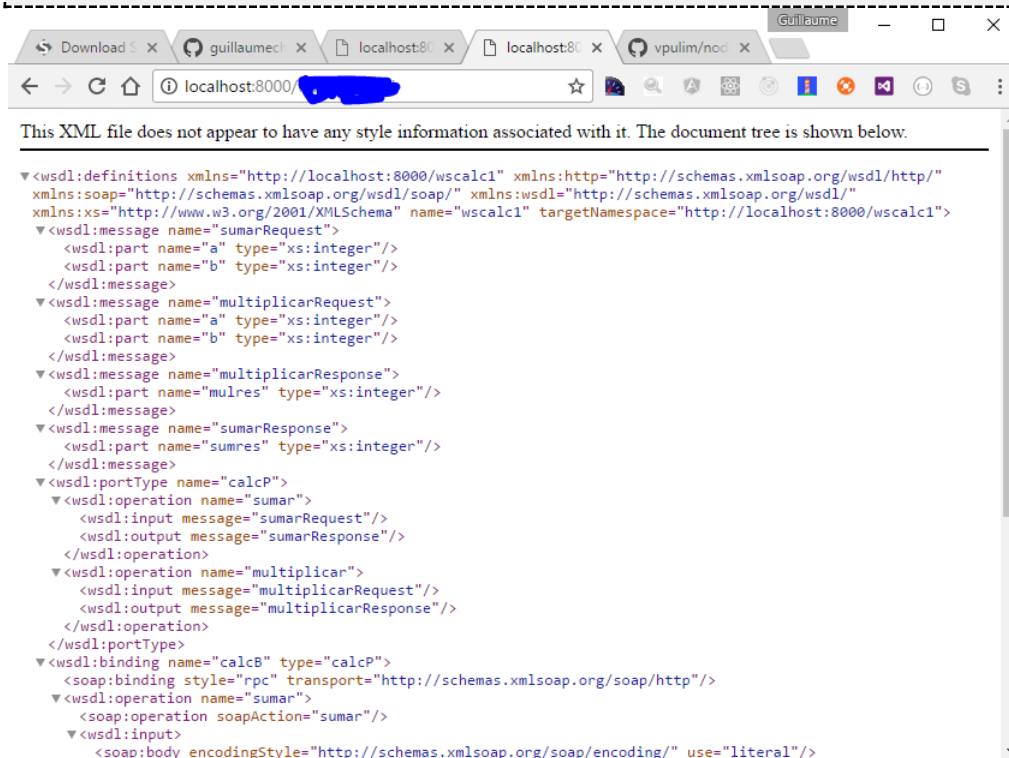 Guillaume
Download S
guillaumech
localhost:80
localhost:80
vpulim/nod
localhost:8000/
This XML file does not appear to have any style information associated with it. The document tree is shown below.
▼<wsdl:definitions xmlns="http://localhost:8000/wscalc1" xmlns:http="http://schemas.xmlsoap.org/wsdl/http/"
xmlns:soap="http://schemas.xmlsoap.org/wsdl/soap/" xmlns:wsdl="http://schemas.xmlsoap.org/wsdl/"
xmlns:xs="http://www.w3.org/2001/XMLSchema" name="wscalc1" targetNamespace="http://localhost:8000/wscalc1">
▼<wsdl:message name="sumarRequest">
<wsdl:part name="a" type="xs:integer"/>
<wsdl:part name="b" type="xs:integer"/>
</wsdl:message>
▼<wsdl:message name="multiplicarRequest">
<wsdl:part name="a" type="xs:integer"/>
<wsdl:part name="b" type="xs:integer"/>
</wsdl:message>
▼<wsdl:message name="multiplicarResponse">
<wsdl:part name="mulres" type="xs:integer"/>
</wsdl:message>
▼<wsdl:message name="sumarResponse">
<wsdl:part name="sumres" type="xs:integer"/>
</wsdl:message>
▼<wsdl:portType name="calcP">
▼<wsdl:operation name="sumar">
<wsdl:input message="sumarRequest"/>
<wsdl:output message="sumarResponse"/>
</wsdl:operation>
▼<wsdl:operation name="multiplicar">
<wsdl:input message="multiplicarRequest"/>
<wsdl:output message="multiplicarResponse"/>
</wsdl:operation>
</wsdl:portType>
▼<wsdl:binding name="calcB" type="calcP">
<soap:binding style="rpc" transport="http://schemas.xmlsoap.org/soap/http"/>
▼<wsdl:operation name="sumar">
<soap:operation soapAction="sumar"/>
▼<wsdl:input>
<soap:body encodingStyle="http://schemas.xmlsoap.org/soap/encoding/" use="literal"/>